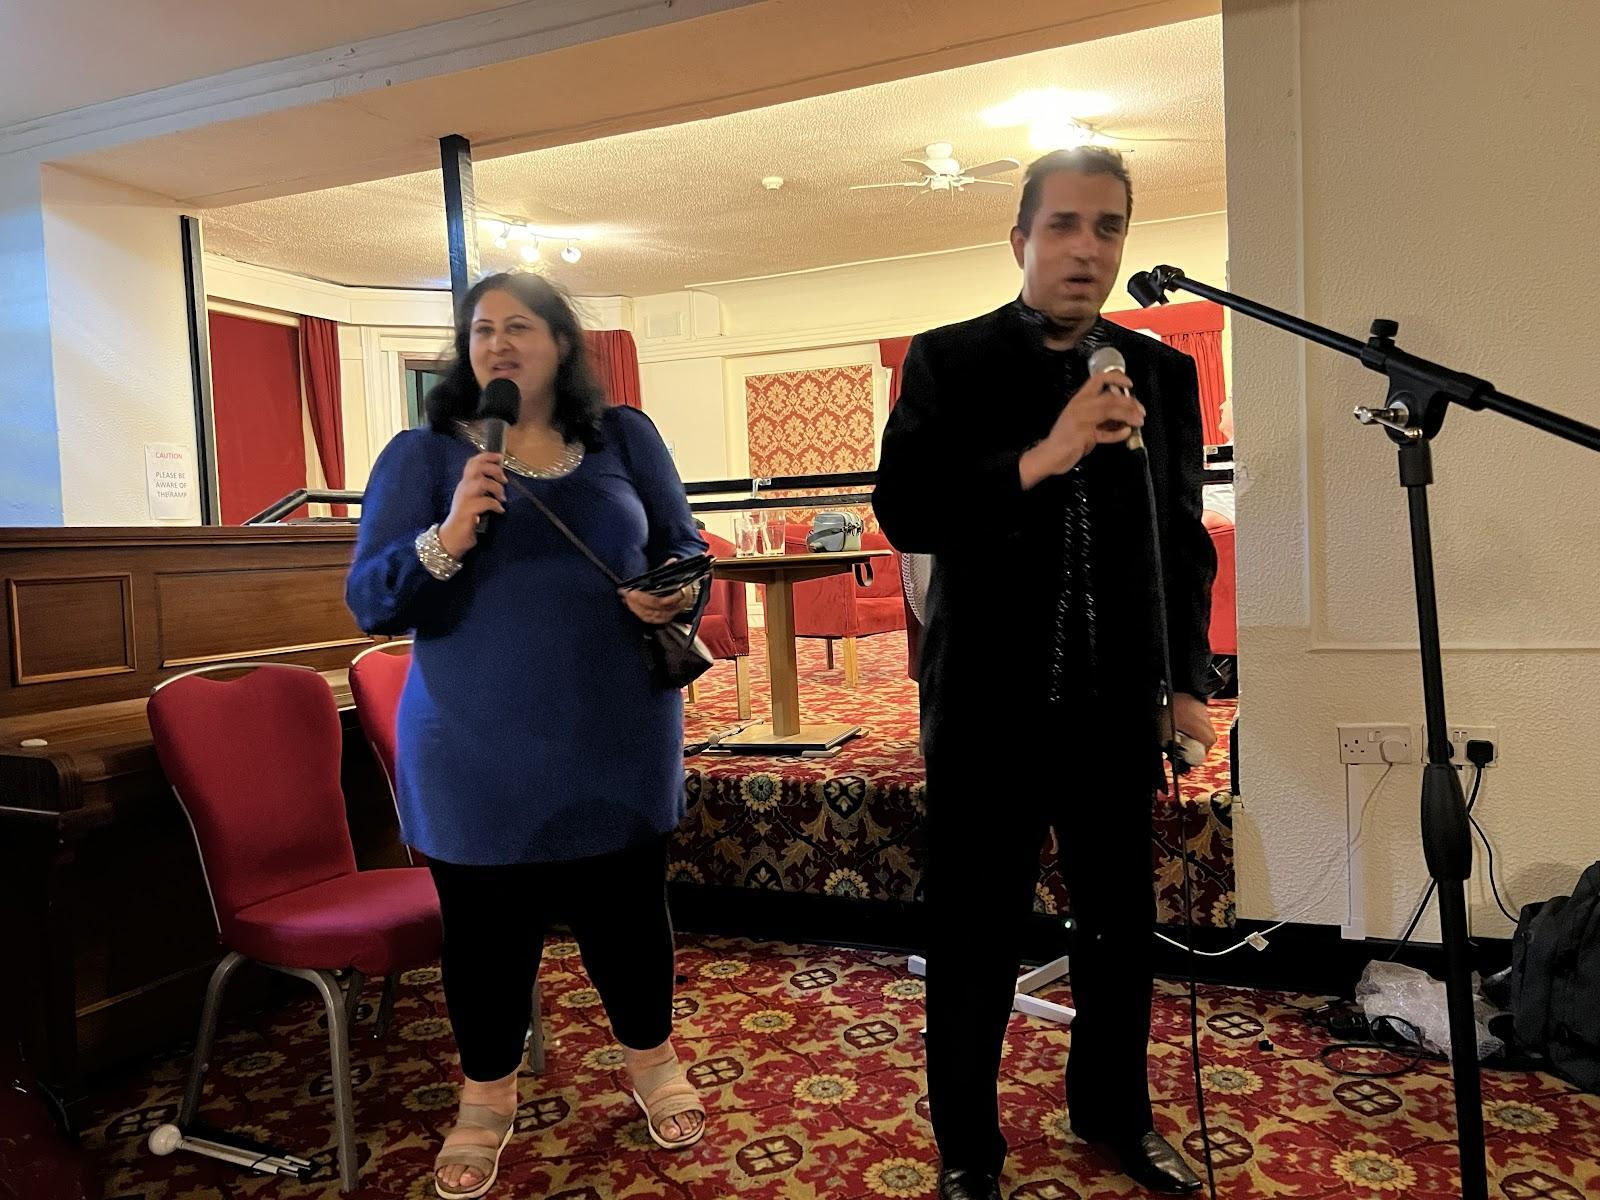 CAUTION
PLEASE BE
AWARE OF
THE RAMP